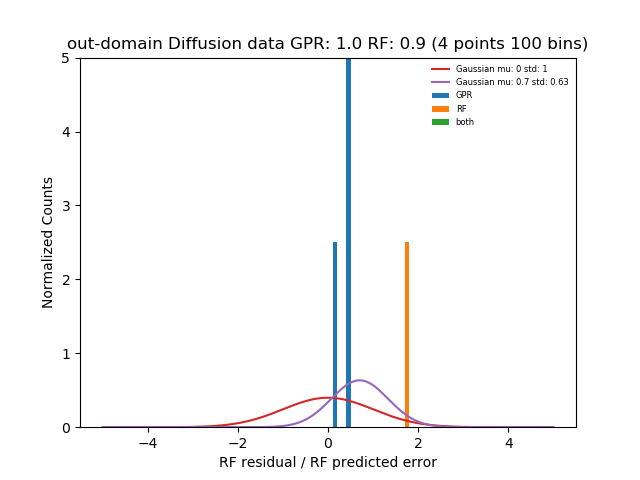 out-domain Diffusion data GPR: 1.0 RF: 0.9 (4 points 100 bins)
Gaussian mu: 0 std: 1
Gaussian mu: 0.7 std: 0.63
GPR
RF
both
Normalized Counts
5
4
3
2
1
0
−4
−2
0
2
4
RF residual / RF predicted error